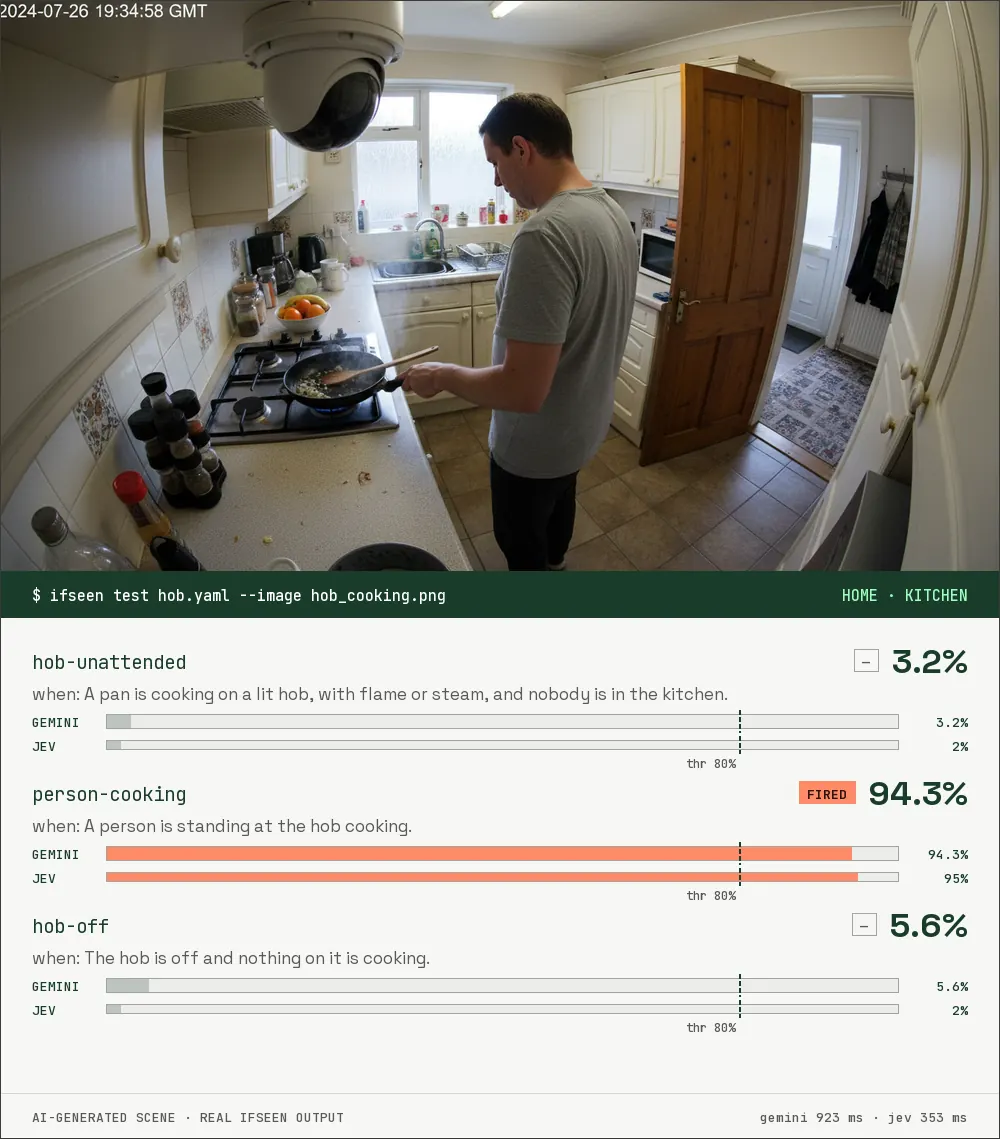 2024-07-26 19:34:58 GMT
$ ifseen test hob.yaml --image hob_cooking.png
HOME · KITCHEN
hob-unattended
– 3.2%
when: A pan is cooking on a lit hob, with flame or steam, and nobody is in the kitchen.
GEMINI 3.2%
JEV 2%
thr 80%
person-cooking
FIRED 94.3%
when: A person is standing at the hob cooking.
GEMINI 94.3%
JEV 95%
thr 80%
hob-off
– 5.6%
when: The hob is off and nothing on it is cooking.
GEMINI 5.6%
JEV 2%
thr 80%
AI-GENERATED SCENE · REAL IFSEEN OUTPUT
gemini 923 ms · jev 353 ms